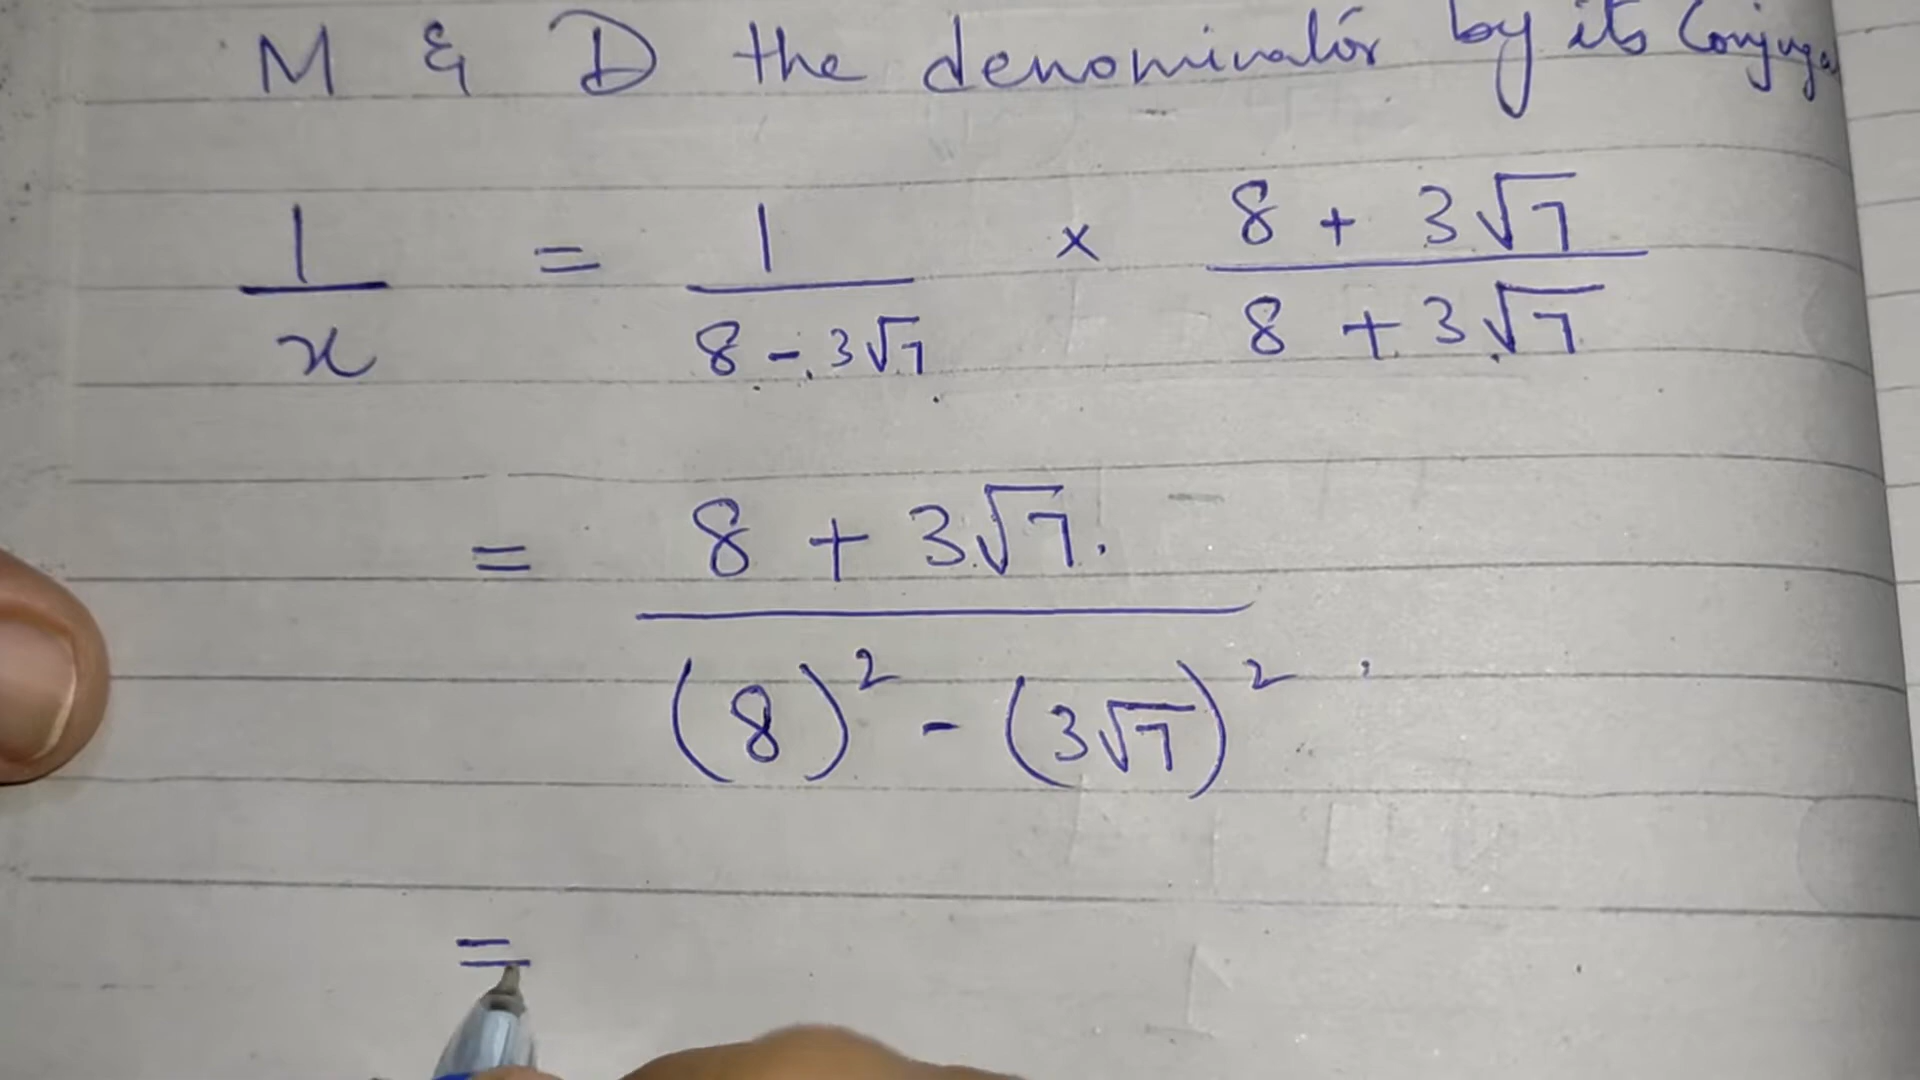 M & D the denominator by its Conjuga
1/x = 1/(8 - 3√7) × (8 + 3√7)/(8 + 3√7)
= (8 + 3√7)/((8)² - (3√7)²)
=